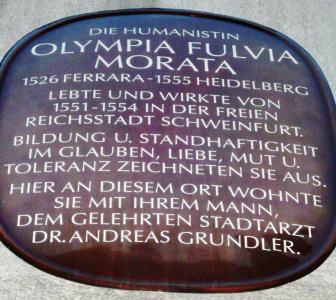 DIE HUMANISTIN
OLYMPIA FULVIA
MORATA
1526 FERRARA-1555 HEIDELBERG
LEBTE UND WIRKTE VON
1551-1554 IN DER FREIEN
REICHSSTADT SCHWEINFURT.
BILDUNG U. STANDHAFTIGKEIT
IM GLAUBEN, LIEBE, MUT U.
TOLERANZ ZEICHNETEN SIE AUS.
HIER AN DIESEM ORT WOHNTE
SIE MIT IHREM MANN,
DEM GELEHRTEN STADTARZT
DR. ANDREAS GRUNDLER.